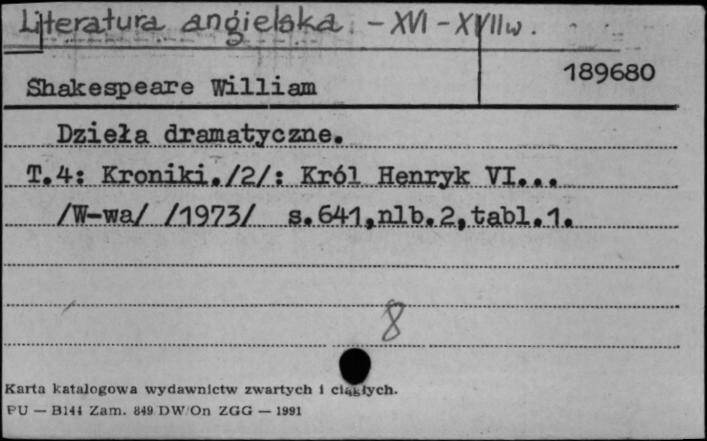 Literatura angielska. - XVI - XVII w.
189680
Shakespeare William
Dzieła dramatyczne.
T.4: Kroniki./2/: Król Henryk VI...
/W-wa/ /1973/ s.641,nlb.2,tabl.1.
8
Karta katalogowa wydawnictw zwartych i ciągłych.
PU — B144 Zam. 849 DW/On ZGG — 1991